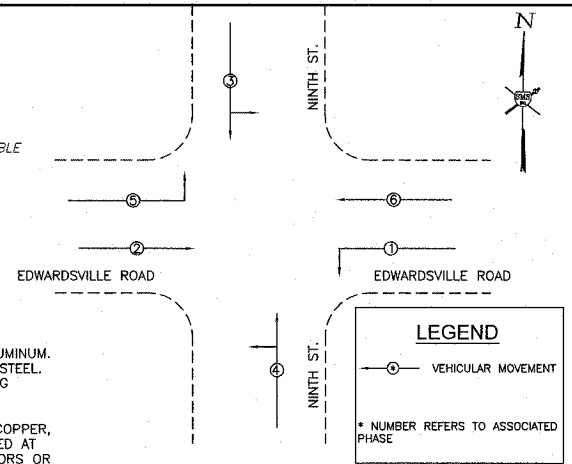 N
NINTH ST.
3
BLE
5
6
2
1
EDWARDSVILLE ROAD
EDWARDSVILLE ROAD
UMINUM.
STEEL.
G
COPPER,
ED AT
ORS OR
4
NINTH ST.
LEGEND
* VEHICULAR MOVEMENT
* NUMBER REFERS TO ASSOCIATED
PHASE